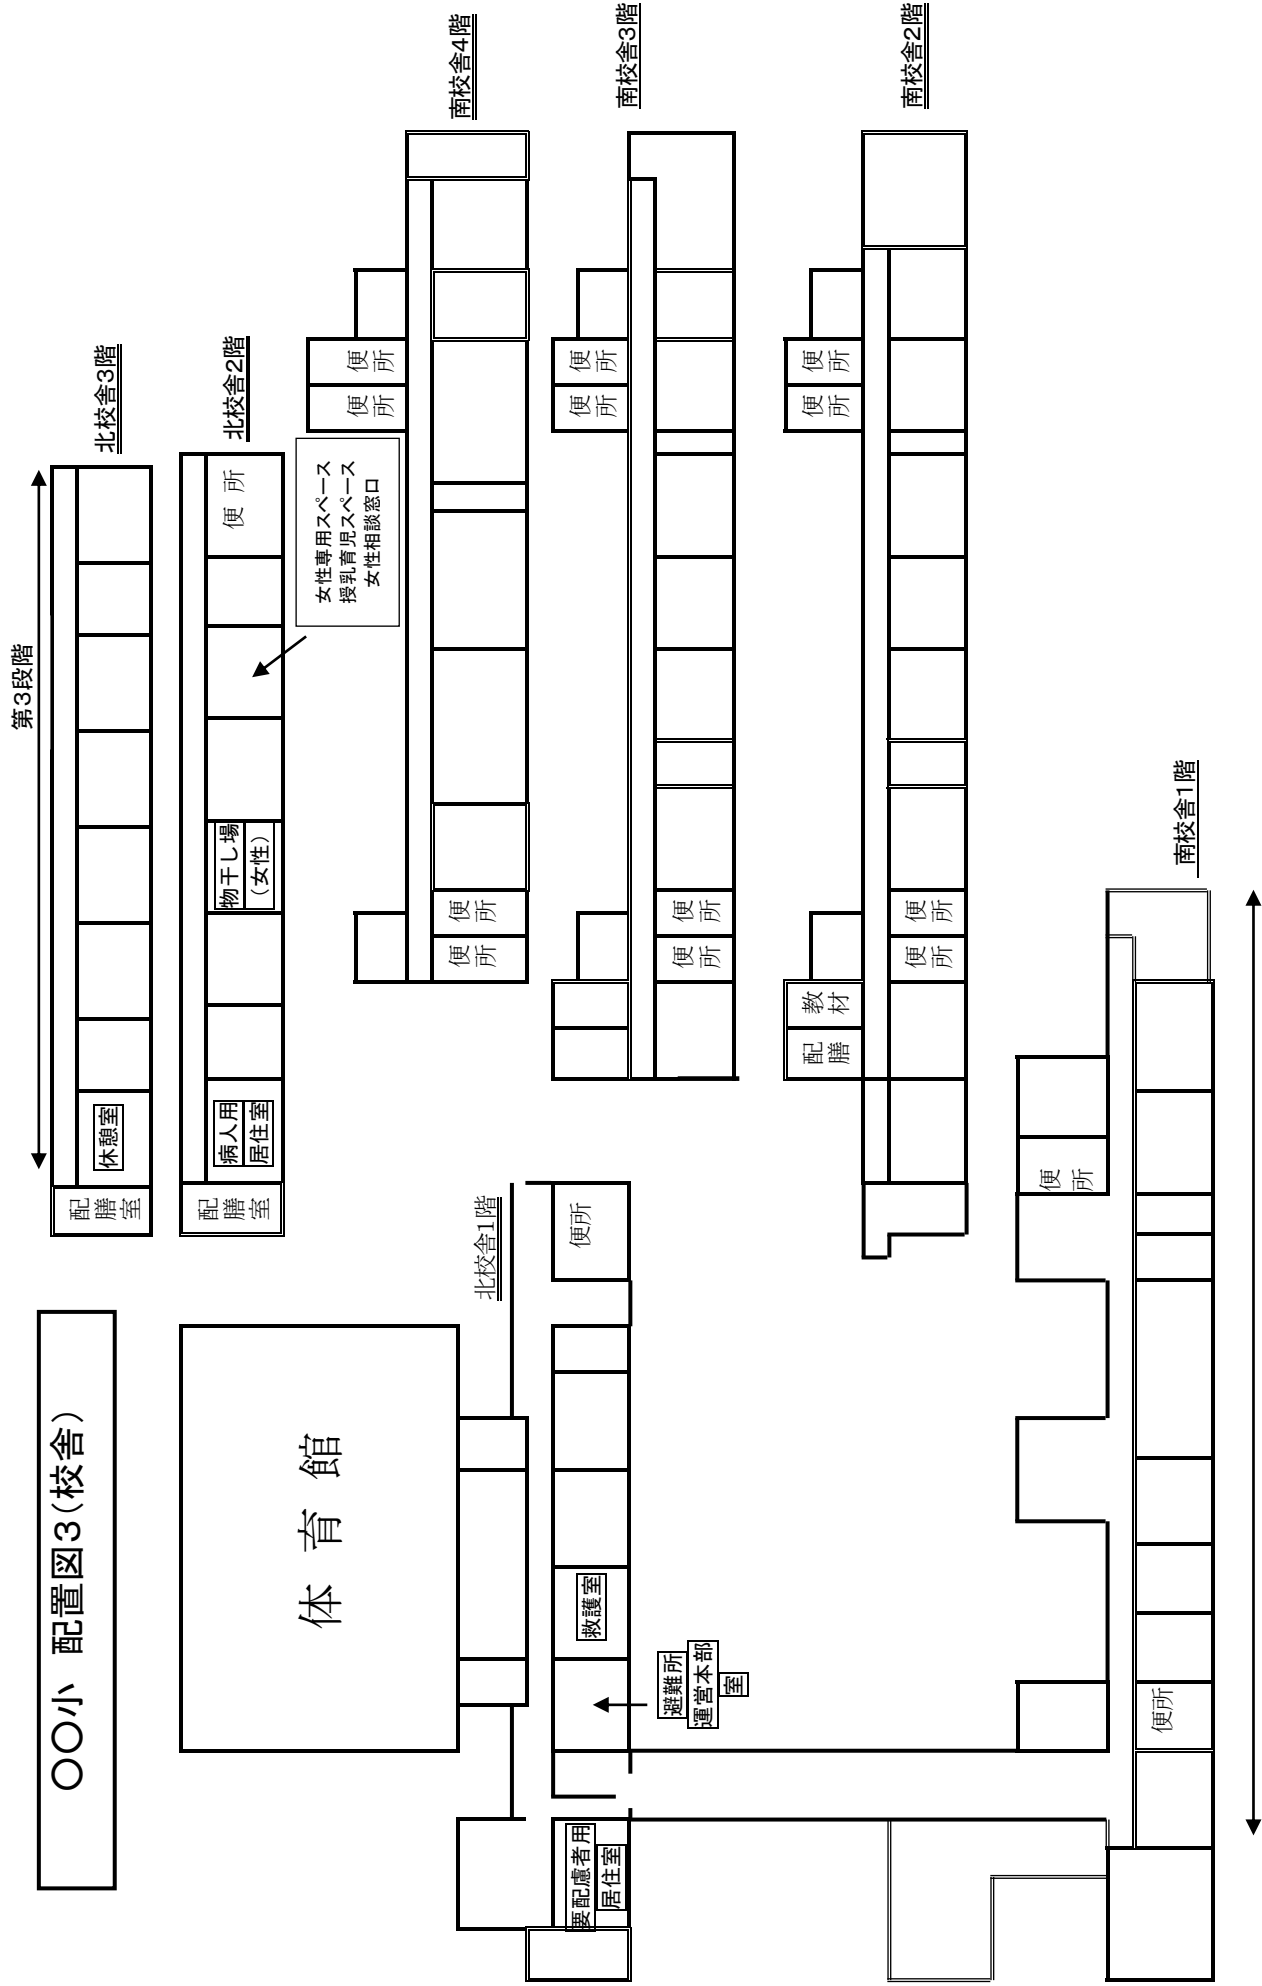 〇〇小 配置図３（校舎）
第３段階
北校舎３階
配膳室
休憩室
北校舎２階
配膳室
病人用
居住室
物干し場
（女性）
便 所
女性専用スペース
授乳育児スペース
女性相談窓口
南校舎４階
便所
便所
便所
便所
南校舎３階
便所
便所
便所
便所
南校舎２階
配膳
教材
便所
便所
便所
便所
体 育 館
北校舎１階
要配慮者用
居住室
避難所
運営本部
室
救護室
便所
南校舎１階
便所
便所